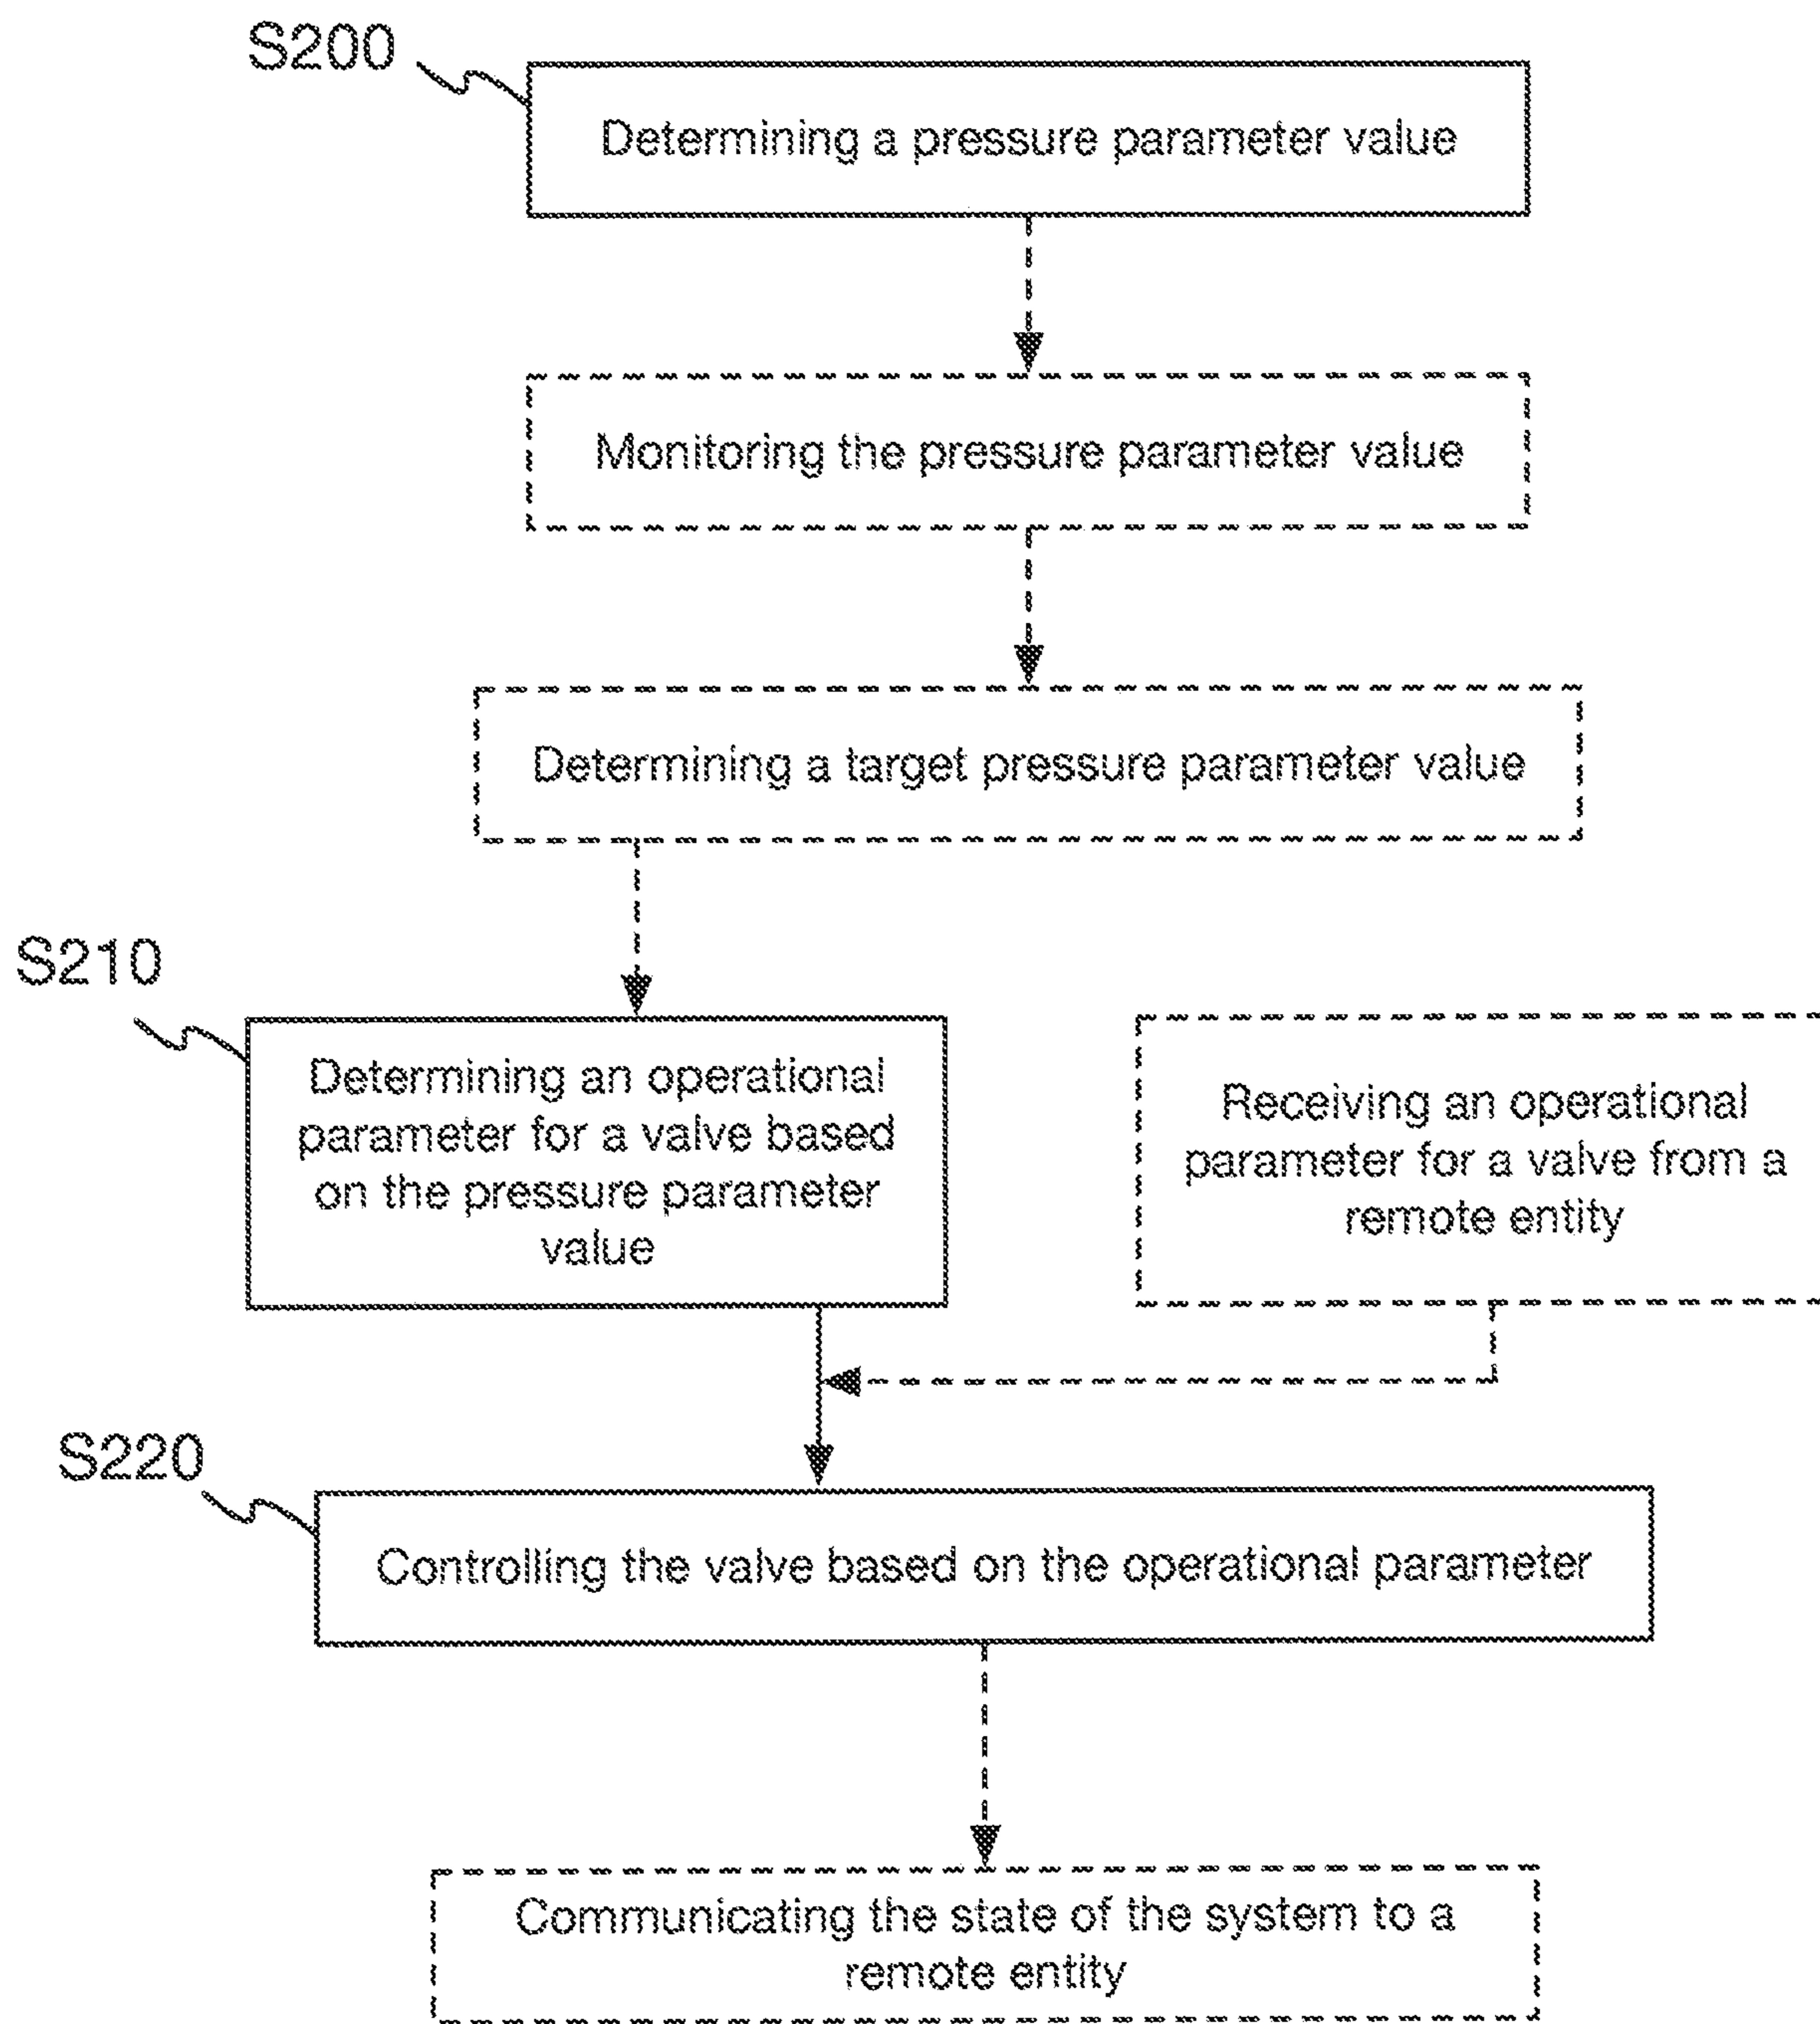 S200
Determining a pressure parameter value
Monitoring the pressure parameter value
Determining a target pressure parameter value
S210
Determining an operational
parameter for a valve based
on the pressure parameter
value
Receiving an operational
parameter for a valve from a
remote entity
S220
Controlling the valve based on the operational parameter
Communicating the state of the system to a
remote entity